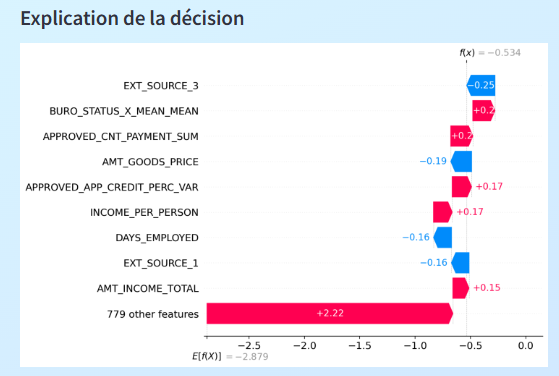 Explication de la décision
f(x) = −0.534
EXT_SOURCE_3 −0.25
BURO_STATUS_X_MEAN_MEAN +0.2
APPROVED_CNT_PAYMENT_SUM +0.2
AMT_GOODS_PRICE −0.19
APPROVED_APP_CREDIT_PERC_VAR +0.17
INCOME_PER_PERSON +0.17
DAYS_EMPLOYED −0.16
EXT_SOURCE_1 −0.16
AMT_INCOME_TOTAL +0.15
779 other features +2.22
−2.5 −2.0 −1.5 −1.0 −0.5 0.0
E[f(X)] = −2.879